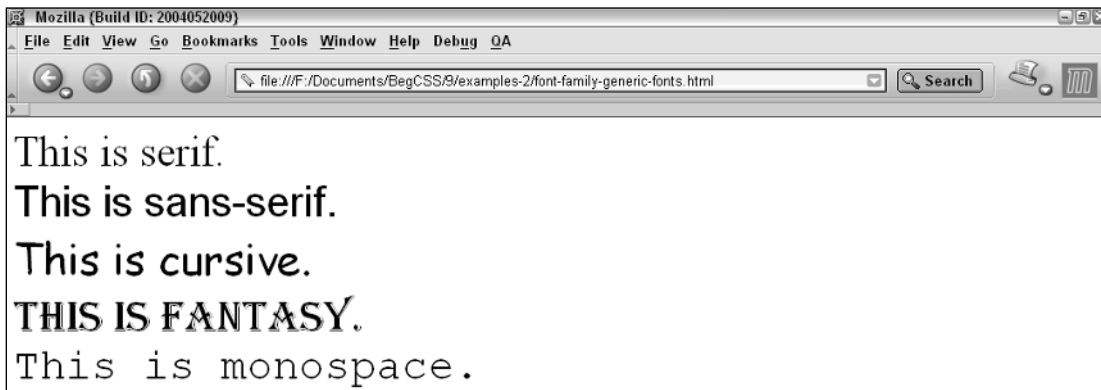 Mozilla {Build ID: 2004052009}
File Edit View Go Bookmarks Tools Window Help Debug QA
file:///F:/Documents/BegCSS/9/examples-2/font-family-generic-fonts.html Search
This is serif.
This is sans-serif.
This is cursive.
THIS IS FANTASY.
This is monospace.